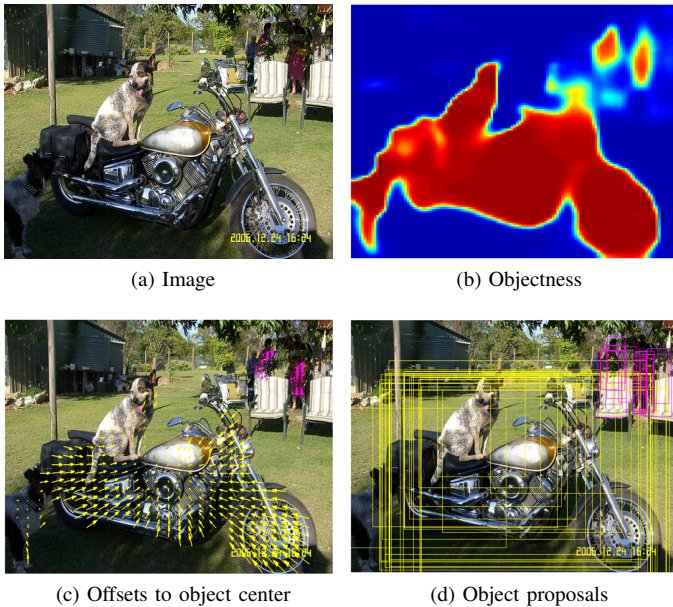 2006.12.24 16:24
(a) Image
(b) Objectness
2006.12.24 16:24
2006.12.24 16:24
(c) Offsets to object center
(d) Object proposals